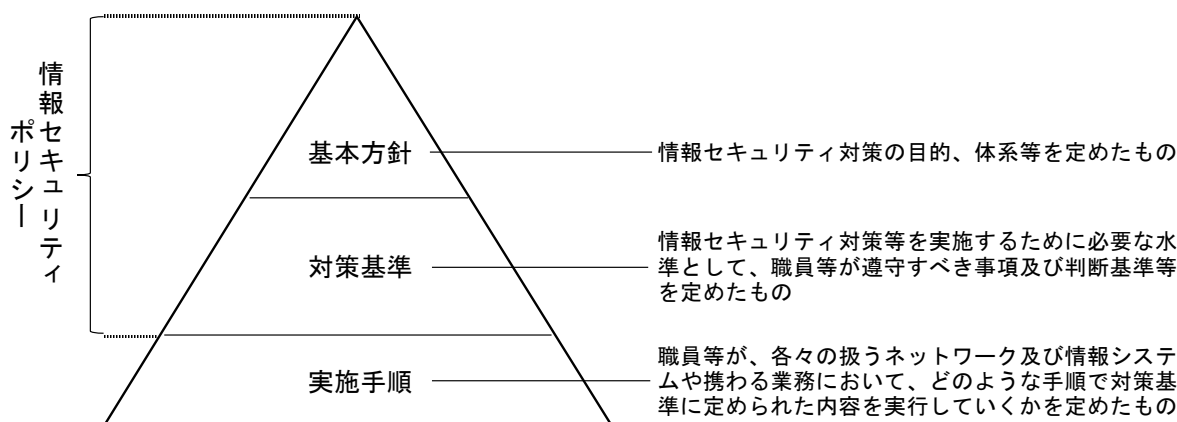 情報セキュリティ
ポリシー
基本方針
情報セキュリティ対策の目的、体系等を定めたもの
対策基準
情報セキュリティ対策等を実施するために必要な水
準として、職員等が遵守すべき事項及び判断基準等
を定めたもの
実施手順
職員等が、各々の扱うネットワーク及び情報システ
ムや携わる業務において、どのような手順で対策基
準に定められた内容を実行していくかを定めたもの